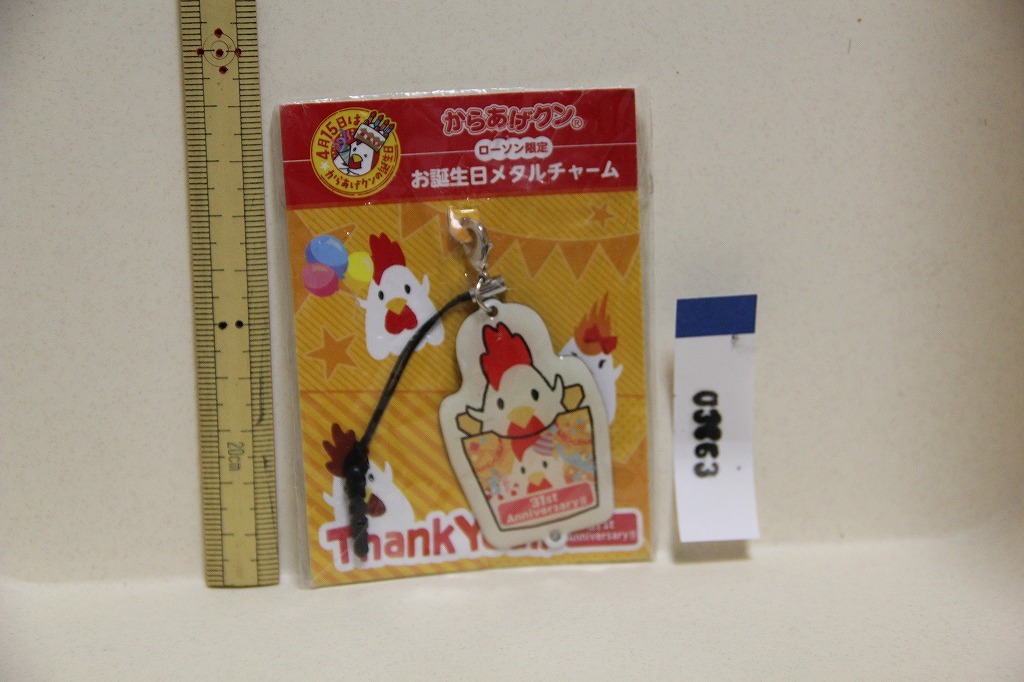 4月15日は
からあげクンの誕生日
からあげクン®
ローソン限定
お誕生日メタルチャーム
31st
Anniversary!!
Thank You
Anniversary!!
20cm